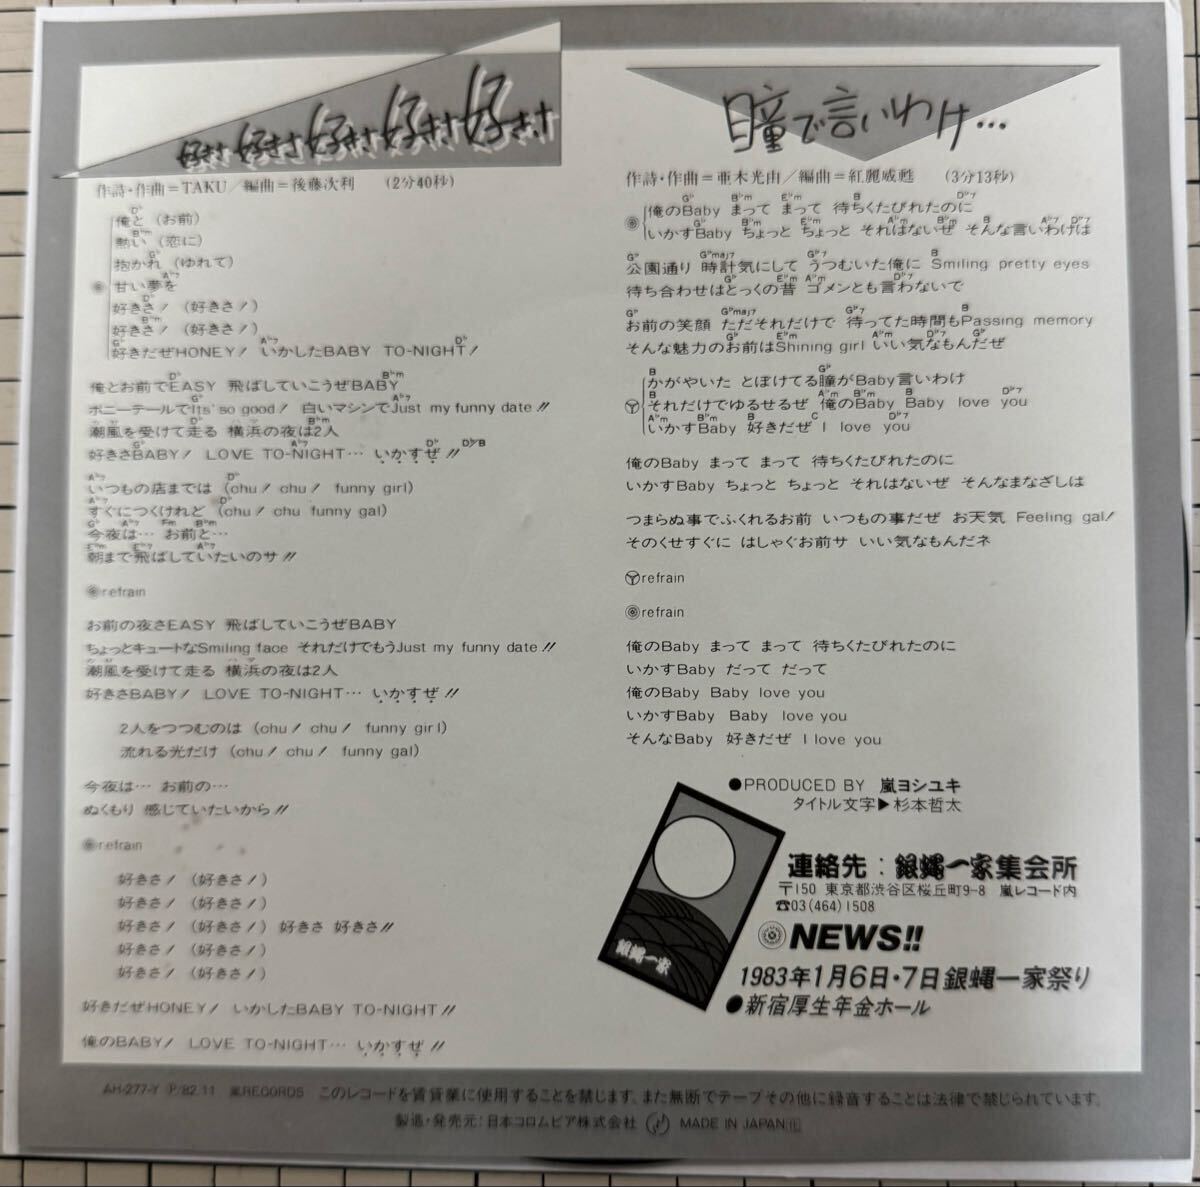 好きさ 好きさ 好きさ 好きさ 好きさ
作詩・作曲=TAKU/編曲=後藤次利 (2分40秒)
俺と (お前)
熱い (恋に)
抱かれ (ゆれて)
甘い夢を
好きさ! (好きさ!)
好きさ! (好きさ!)
好きだぜHONEY! いかしたBABY TO-NIGHT!
俺とお前でEASY 飛ばしていこうぜBABY
ポニーテールでIts' so good! 白いマシンでJust my funny date!!
潮風を受けて走る 横浜の夜は2人
好きさBABY! LOVE TO-NIGHT… いかすぜ!!
いつもの店までは (chu! chu! funny girl)
すぐにつくけれど (chu! chu funny gal)
今夜は… お前と…
朝まで飛ばしていたいのサ!!
refrain
お前の夜さEASY 飛ばしていこうぜBABY
ちょっとキュートなSmiling face それだけでもうJust my funny date!!
潮風を受けて走る 横浜の夜は2人
好きさBABY! LOVE TO-NIGHT… いかすぜ!!
2人をつつむのは (chu! chu! funny girl)
流れる光だけ (chu! chu! funny gal)
今夜は… お前の…
ぬくもり 感じていたいから!!
refrain
好きさ! (好きさ!)
好きさ! (好きさ!)
好きさ! (好きさ!) 好きさ 好きさ!!
好きさ! (好きさ!)
好きさ! (好きさ!)
好きだぜHONEY! いかしたBABY TO-NIGHT!!
俺のBABY! LOVE TO-NIGHT… いかすぜ!!
瞳で言いわけ…
作詩・作曲=亜木光由/編曲=紅麗威甦 (3分13秒)
俺のBaby まって まって 待ちくたびれたのに
いかすBaby ちょっと ちょっと それはないぜ そんな言いわけは
公園通り 時計気にして うつむいた俺に Smiling pretty eyes
待ち合わせはとっくの昔 ゴメンとも言わないで
お前の笑顔 ただそれだけで 待ってた時間もPassing memory
そんな魅力のお前はShining girl いい気なもんだぜ
かがやいた とぼけてる瞳がBaby言いわけ
それだけでゆるせるぜ 俺のBaby Baby love you
いかすBaby 好きだぜ I love you
俺のBaby まって まって 待ちくたびれたのに
いかすBaby ちょっと ちょっと それはないぜ そんなまなざしは
つまらぬ事でふくれるお前 いつもの事だぜ お天気 Feeling gal!
そのくせすぐに はしゃぐお前サ いい気なもんだネ
refrain
refrain
俺のBaby まって まって 待ちくたびれたのに
いかすBaby だって だって
俺のBaby Baby love you
いかすBaby Baby love you
そんなBaby 好きだぜ I love you
●PRODUCED BY 嵐ヨシユキ
タイトル文字▶杉本哲太
銀蝿一家
連絡先:銀蝿一家集会所
〒150 東京都渋谷区桜丘町9-8 嵐レコード内
☎03(464)1508
NEWS!!
1983年1月6日・7日銀蝿一家祭り
●新宿厚生年金ホール
AH-277-Y Ⓟ/82.11 嵐RECORDS このレコードを賃貸業に使用することを禁じます。また無断でテープその他に録音することは法律で禁じられています。
製造・発売元:日本コロムビア株式会社 MADE IN JAPAN